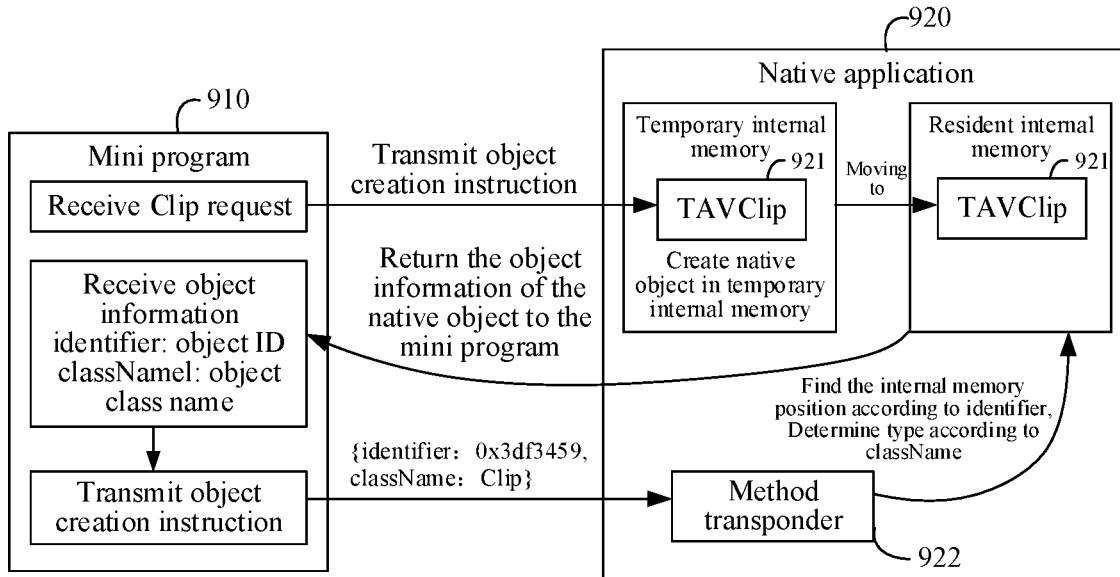 920
Native application
910
Mini program
Receive Clip request
Transmit object
creation instruction
Temporary internal
memory
921
TAVClip
Create native
object in temporary
internal memory
Moving
to
Resident internal
memory
921
TAVClip
Return the object
information of the
native object to the
mini program
Receive object
information
identifier: object ID
classNamel: object
class name
Find the internal memory
position according to identifier,
Determine type according to
className
Transmit object
creation instruction
{identifier: 0x3df3459,
className: Clip}
Method
transponder
922